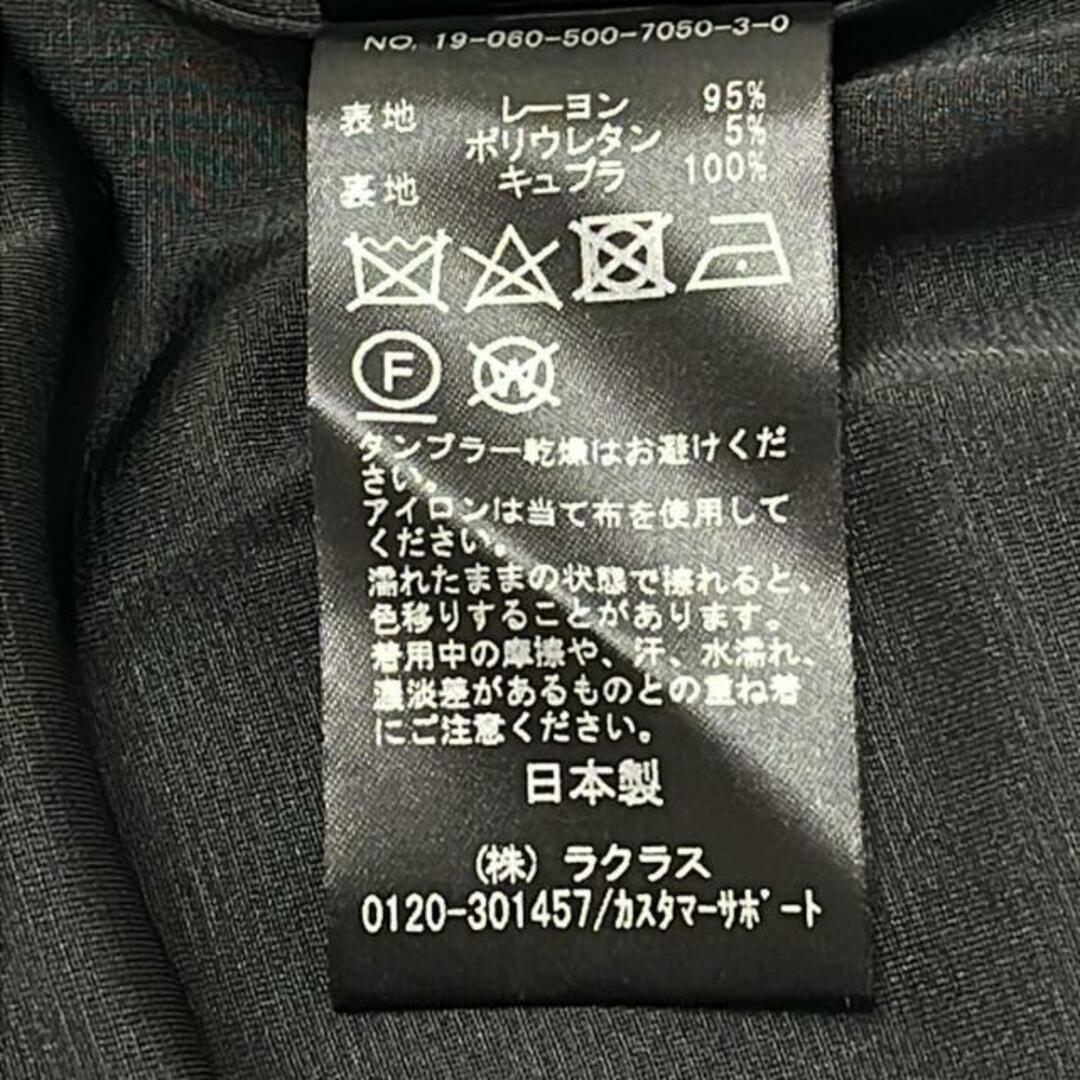 NO. 19-060-500-7050-3-0
表地 レーヨン 95%
ポリウレタン 5%
裏地 キュプラ 100%
F W
タンブラー乾燥はお避けくだ
さい。
アイロンは当て布を使用して
ください。
濡れたままの状態で擦れると、
色移りすることがあります。
着用中の摩擦や、汗、水濡れ、
濃淡差があるものとの重ね着
にご注意ください。
日本製
(株) ラクラス
0120-301457/ｶｽﾀﾏｰｻﾎﾟｰﾄ